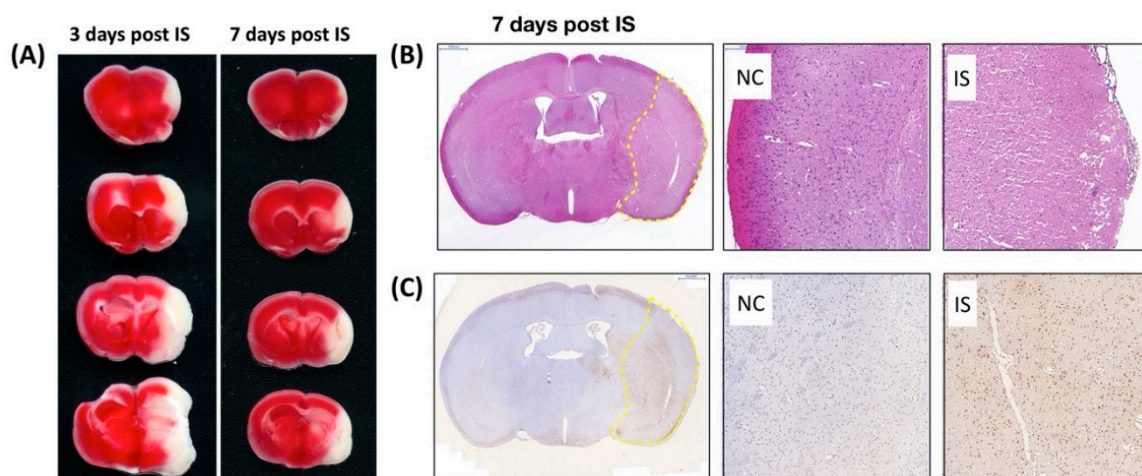 (A)
3 days post IS
7 days post IS
7 days post IS
(B)
NC
IS
(C)
NC
IS